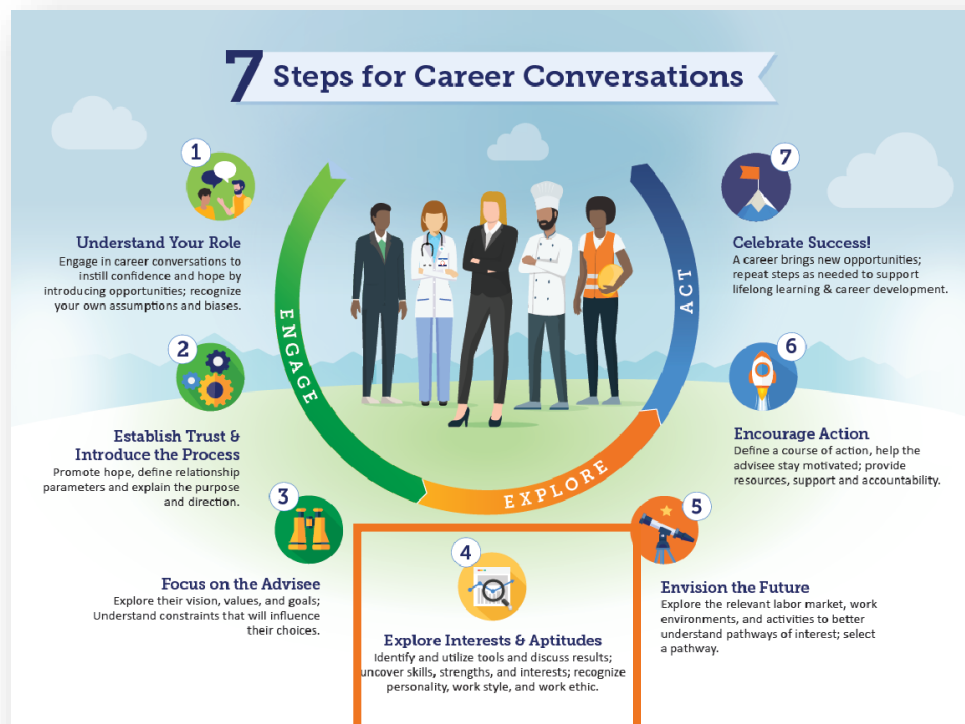 7 Steps for Career Conversations
1
Understand Your Role
Engage in career conversations to
instill confidence and hope by
introducing opportunities; recognize
your own assumptions and biases.
2
Establish Trust &
Introduce the Process
Promote hope, define relationship
parameters and explain the purpose
and direction.
3
Focus on the Advisee
Explore their vision, values, and goals;
Understand constraints that will influence
their choices.
ENGAGE
EXPLORE
ACT
4
Explore Interests & Aptitudes
Identify and utilize tools and discuss results;
uncover skills, strengths, and interests; recognize
personality, work style, and work ethic.
5
Envision the Future
Explore the relevant labor market, work
environments, and activities to better
understand pathways of interest; select
a pathway.
6
Encourage Action
Define a course of action, help the
advisee stay motivated; provide
resources, support and accountability.
7
Celebrate Success!
A career brings new opportunities;
repeat steps as needed to support
lifelong learning & career development.